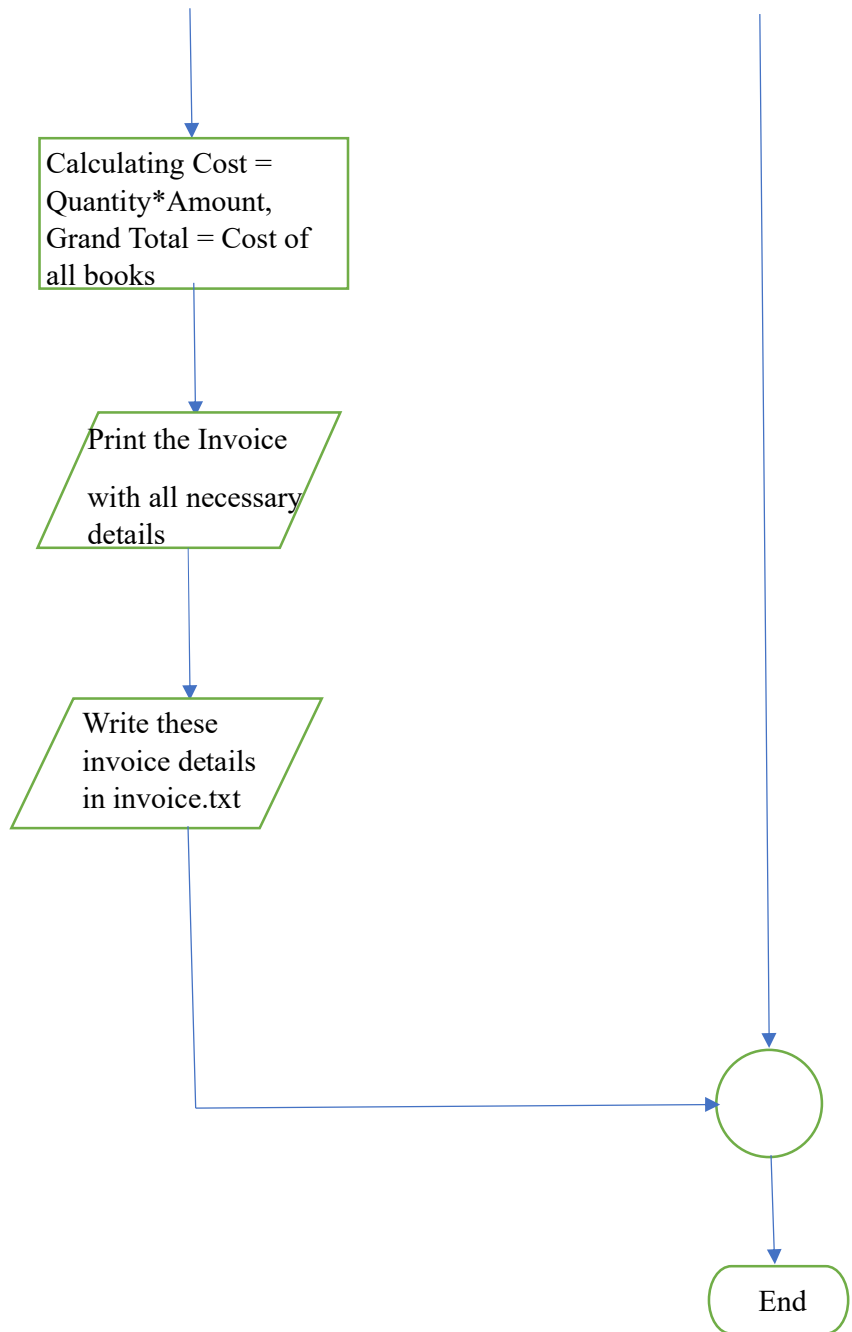 Calculating Cost =
Quantity*Amount,
Grand Total = Cost of
all books
Print the Invoice
with all necessary
details
Write these
invoice details
in invoice.txt
End